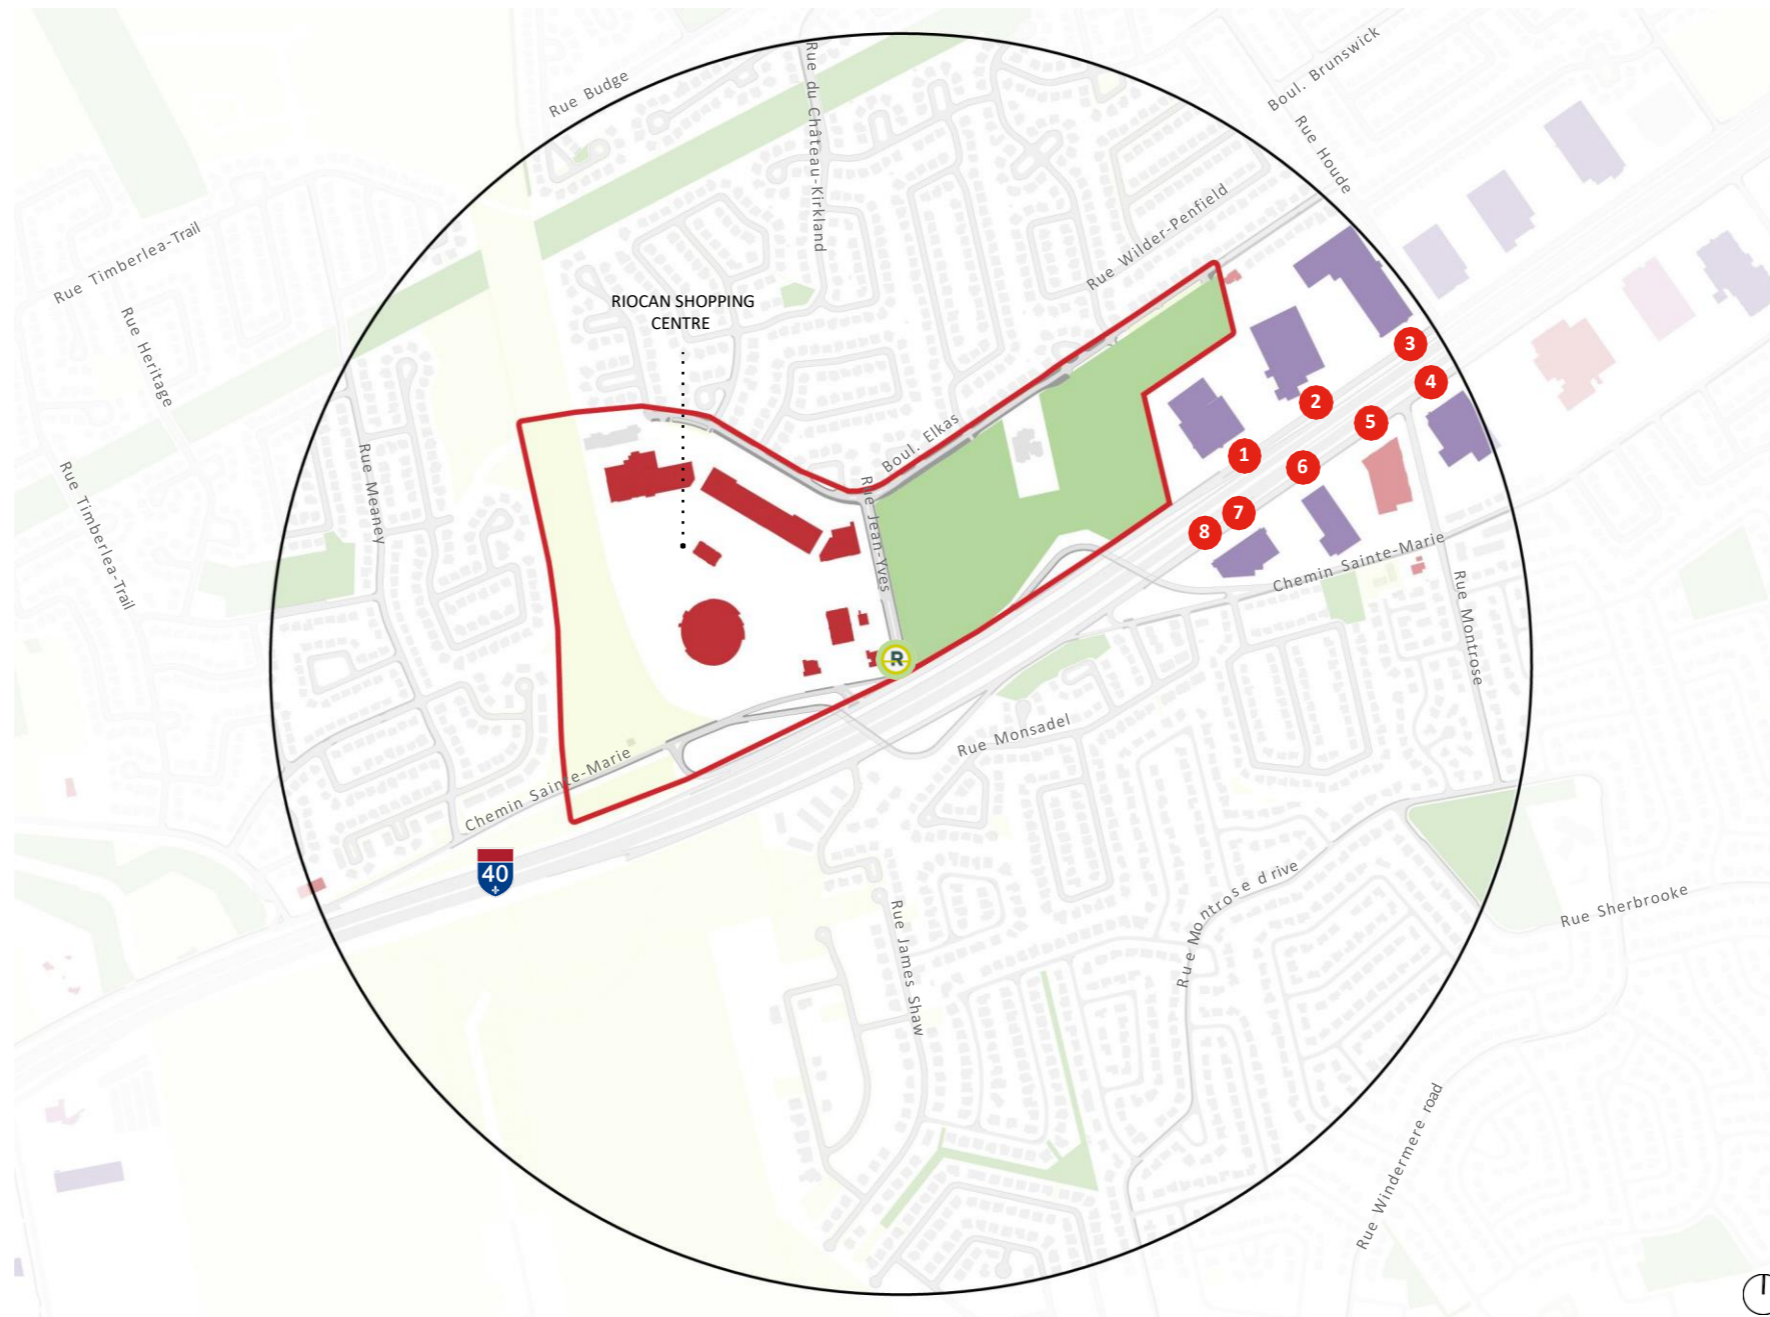 Rue Budge
Rue du Château-Kirkland
Boul. Brunswick
Rue Houde
Rue Timberlea-Trail
Rue Wilder-Penfield
RIOCAN SHOPPING
CENTRE
Rue Heritage
3
4
2
5
Boul. Elkas
1
6
Rue Meaney
Rue Timberlea-Trail
Rue Jean-Yves
7
8
Chemin Sainte-Marie
Rue Montrose
R
Rue Monsadel
Chemin Sainte-Marie
40
Rue Montrose drive
Rue Sherbrooke
Rue James Shaw
Rue Windermere road